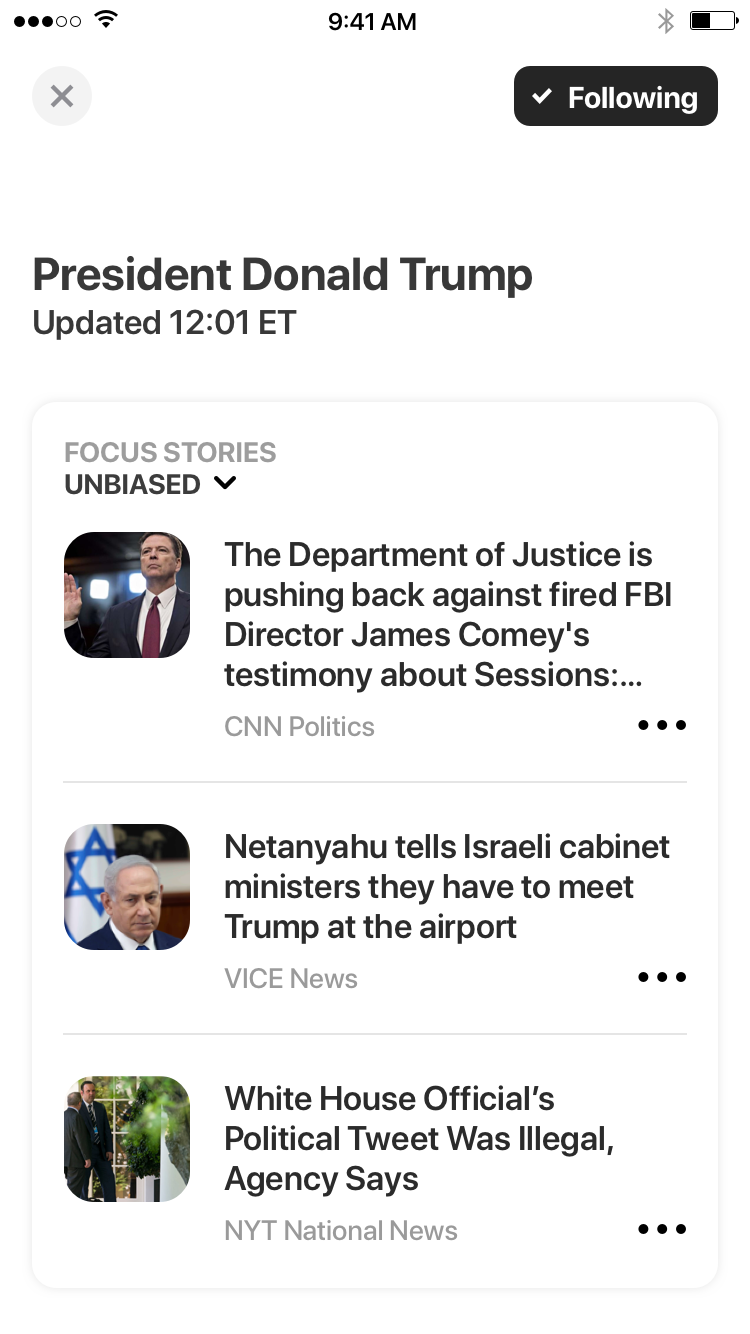 9:41 AM
Following
President Donald Trump
Updated 12:01 ET
FOCUS STORIES
UNBIASED
The Department of Justice is
pushing back against fired FBI
Director James Comey's
testimony about Sessions:...
CNN Politics
Netanyahu tells Israeli cabinet
ministers they have to meet
Trump at the airport
VICE News
White House Official’s
Political Tweet Was Illegal,
Agency Says
NYT National News